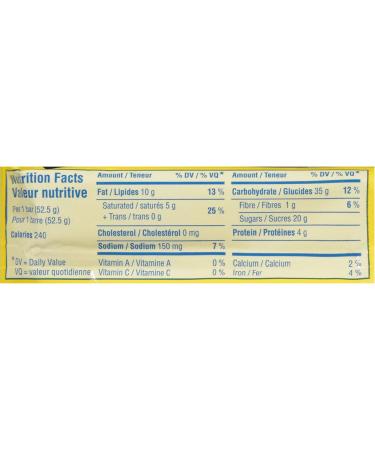 Nutrition Facts
Valeur nutritive
Per 1 bar (52.5 g)
Pour 1 barre (52.5 g)
Calories 240
*DV = Daily Value
VQ = valeur quotidienne
Amount / Teneur % DV / % VQ*
Fat / Lipides 10 g 13 %
Saturated / saturés 5 g
+ Trans / trans 0 g 25 %
Cholesterol / Cholestérol 0 mg
Sodium / Sodium 150 mg 7 %
Vitamin A / Vitamine A 0 %
Vitamin C / Vitamine C 0 %
Amount / Teneur % DV / % VQ*
Carbohydrate / Glucides 35 g 12 %
Fibre / Fibres 1 g 6 %
Sugars / Sucres 20 g
Protein / Protéines 4 g
Calcium / Calcium 2 %
Iron / Fer 4 %